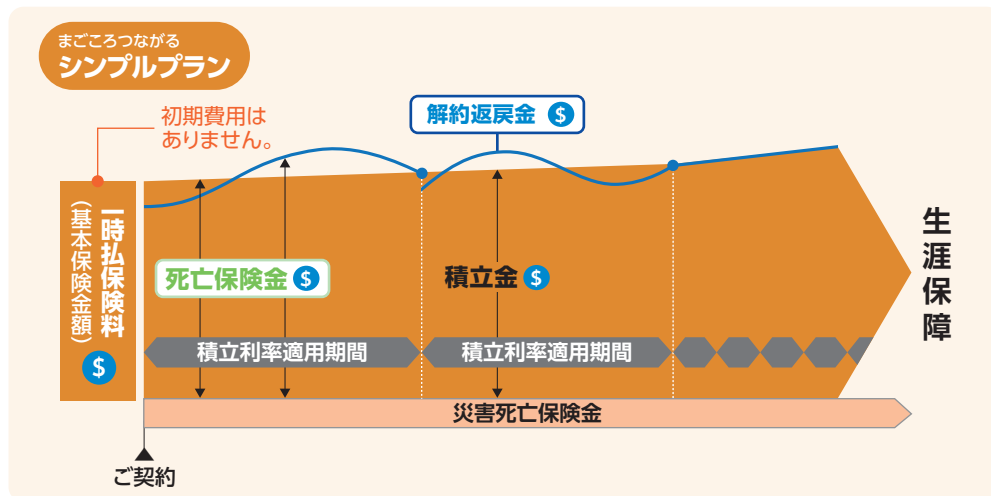 まごころつながる
シンプルプラン
初期費用は
ありません。
解約返戻金 $
一時払保険料
(基本保険金額)
$
死亡保険金 $
積立金 $
生涯保障
積立利率適用期間
積立利率適用期間
災害死亡保険金
ご契約